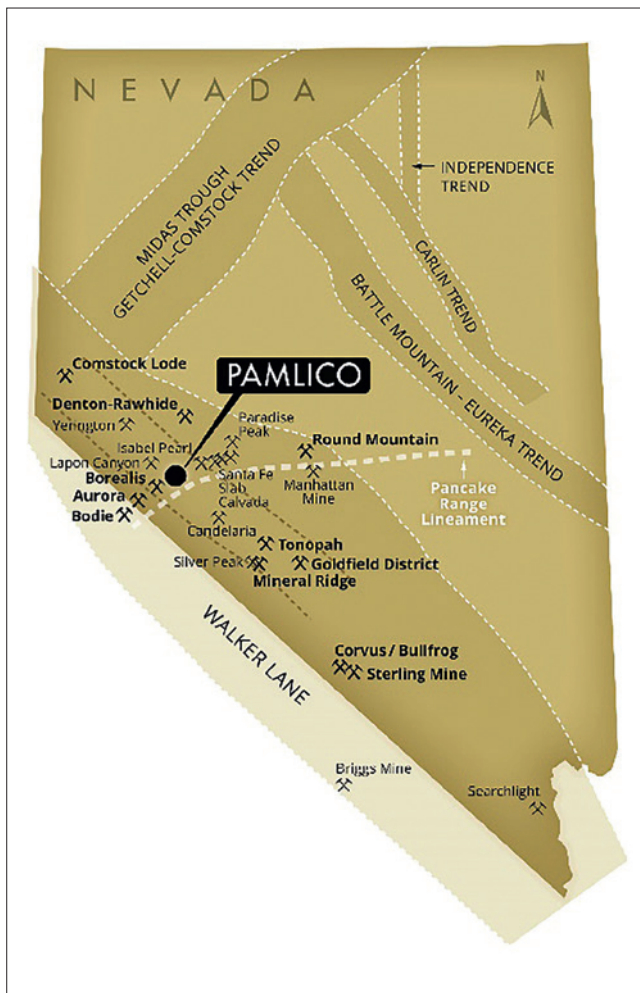 NEVADA
N
INDEPENDENCE
TREND
MIDAS TROUGH
GETCHELL-COMSTOCK TREND
CARLIN TREND
BATTLE MOUNTAIN - EUREKA TREND
Comstock Lode
PAMLICO
Denton-Rawhide
Yerington
Paradise
Peak
Isabel Pearl
Round Mountain
Lapon Canyon
Borealis
Santa Fe
Slab
Calvada
Manhattan
Mine
Aurora
Bodie
Pancake
Range
Lineament
Candelaria
Tonopah
Silver Peak
Goldfield District
Mineral Ridge
WALKER LANE
Corvus / Bullfrog
Sterling Mine
Briggs Mine
Searchlight